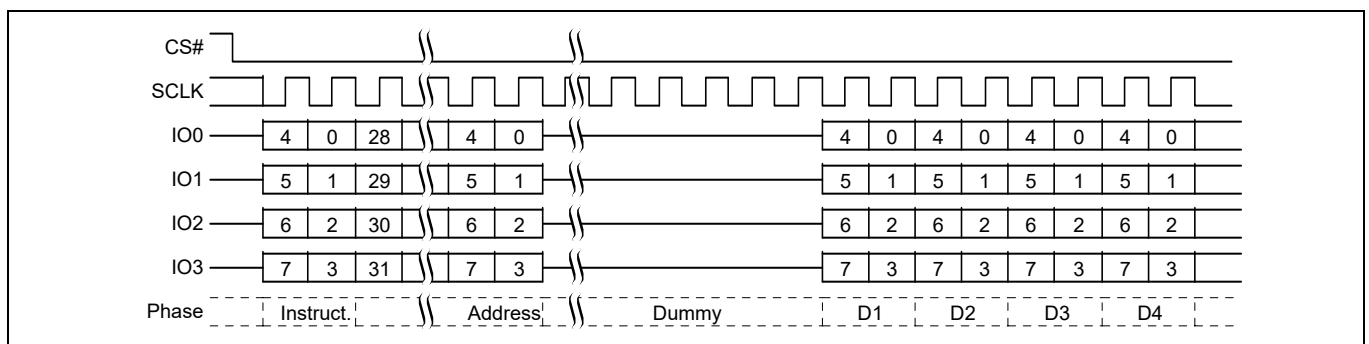 CS#
SCLK
IO0 4 0 28 4 0 4 0 4 0 4 0 4 0
IO1 5 1 29 5 1 5 1 5 1 5 1 5 1
IO2 6 2 30 6 2 6 2 6 2 6 2 6 2
IO3 7 3 31 7 3 7 3 7 3 7 3 7 3
Phase Instruct. Address Dummy D1 D2 D3 D4